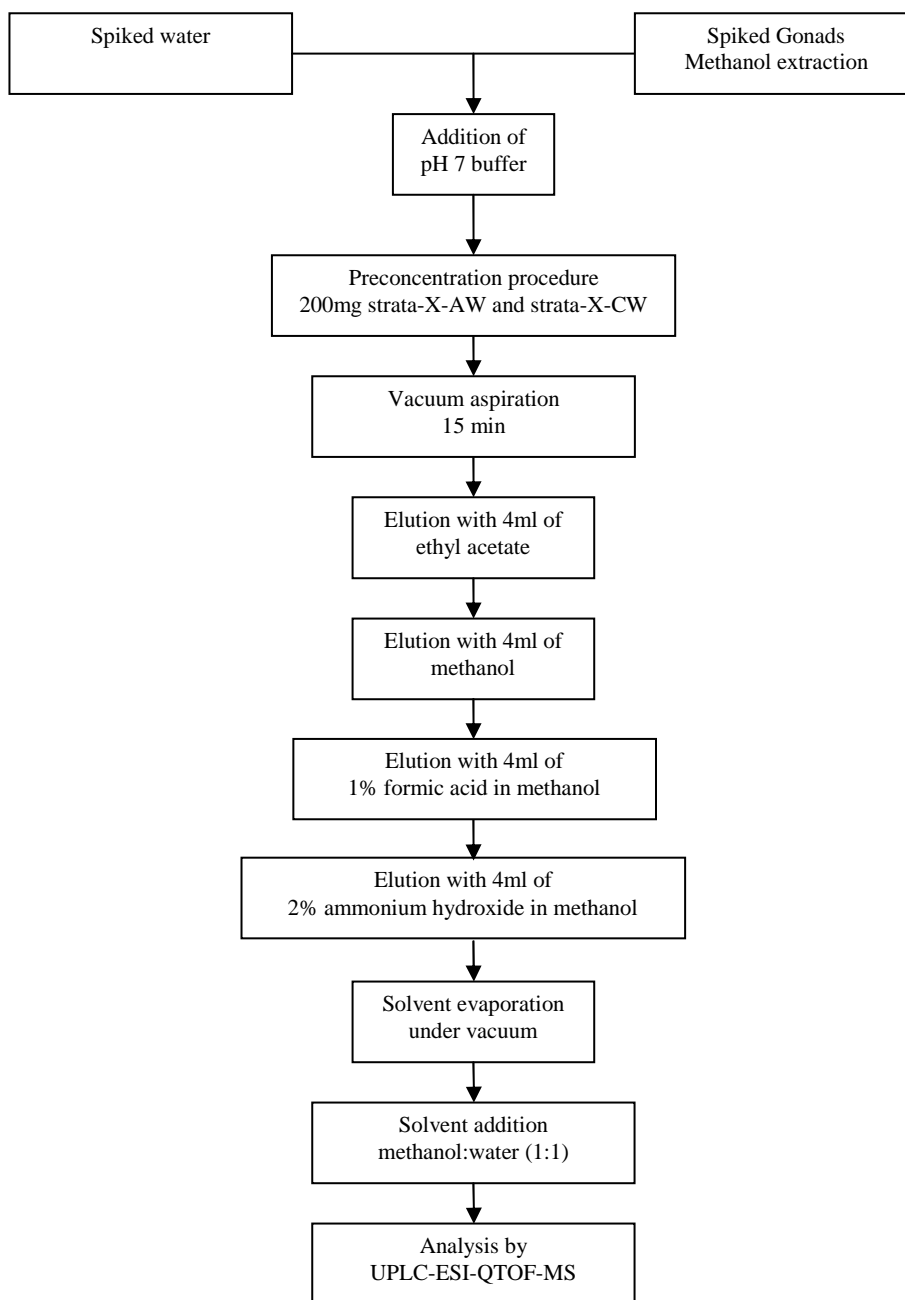 Spiked water
Spiked Gonads
Methanol extraction
Addition of
pH 7 buffer
Preconcentration procedure
200mg strata-X-AW and strata-X-CW
Vacuum aspiration
15 min
Elution with 4ml of
ethyl acetate
Elution with 4ml of
methanol
Elution with 4ml of
1% formic acid in methanol
Elution with 4ml of
2% ammonium hydroxide in methanol
Solvent evaporation
under vacuum
Solvent addition
methanol:water (1:1)
Analysis by
UPLC-ESI-QTOF-MS